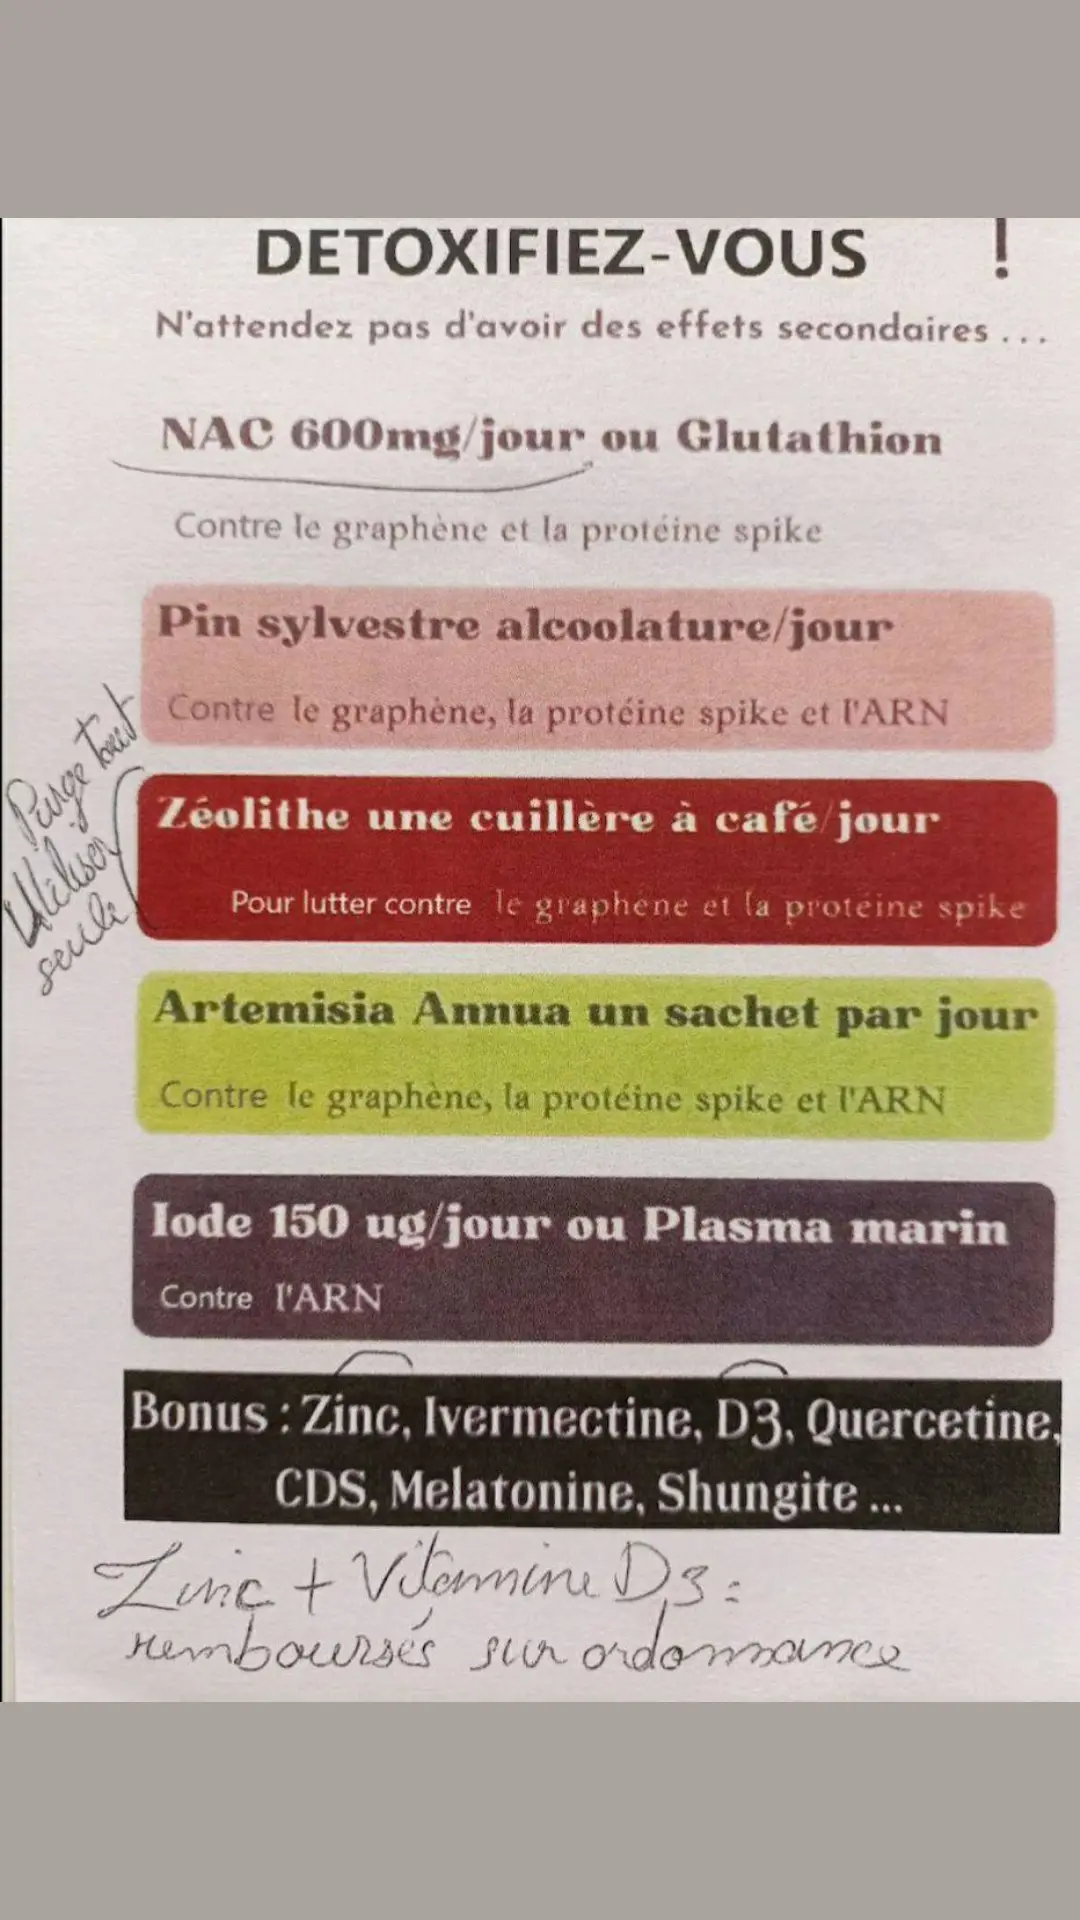 DETOXIFIEZ-VOUS !
N'attendez pas d'avoir des effets secondaires ...
NAC 600mg/jour ou Glutathion
Contre le graphène et la protéine spike
Pin sylvestre alcoolature/jour
Contre le graphène, la protéine spike et l'ARN
Purge tout
Utiliser
seule
Zéolithe une cuillère à café/jour
Pour lutter contre le graphène et la protéine spike
Artemisia Annua un sachet par jour
Contre le graphène, la protéine spike et l'ARN
Iode 150 ug/jour ou Plasma marin
Contre l'ARN
Bonus : Zinc, Ivermectine, D3, Quercetine,
CDS, Melatonine, Shungite ...
Zinc + Vitamine D3 :
remboursés sur ordonnance